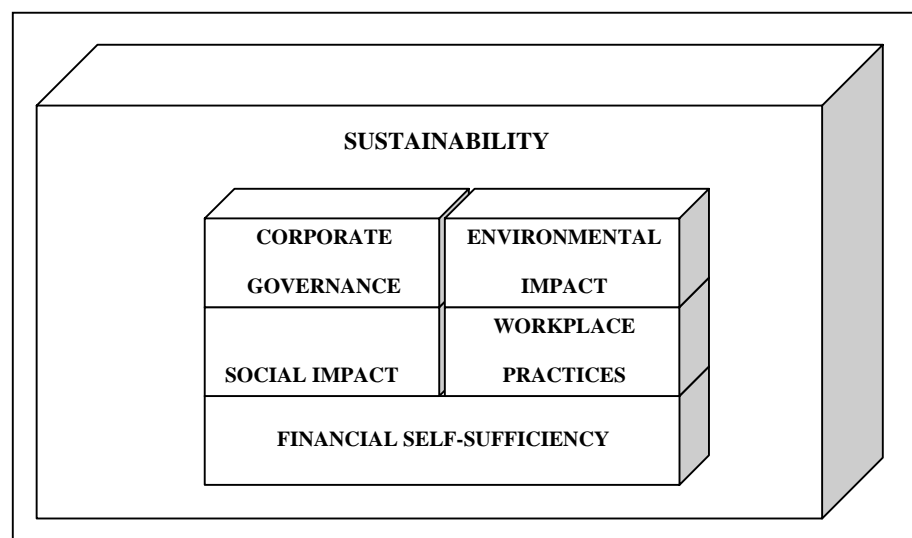 SUSTAINABILITY
CORPORATE
GOVERNANCE
ENVIRONMENTAL
IMPACT
SOCIAL IMPACT
WORKPLACE
PRACTICES
FINANCIAL SELF-SUFFICIENCY